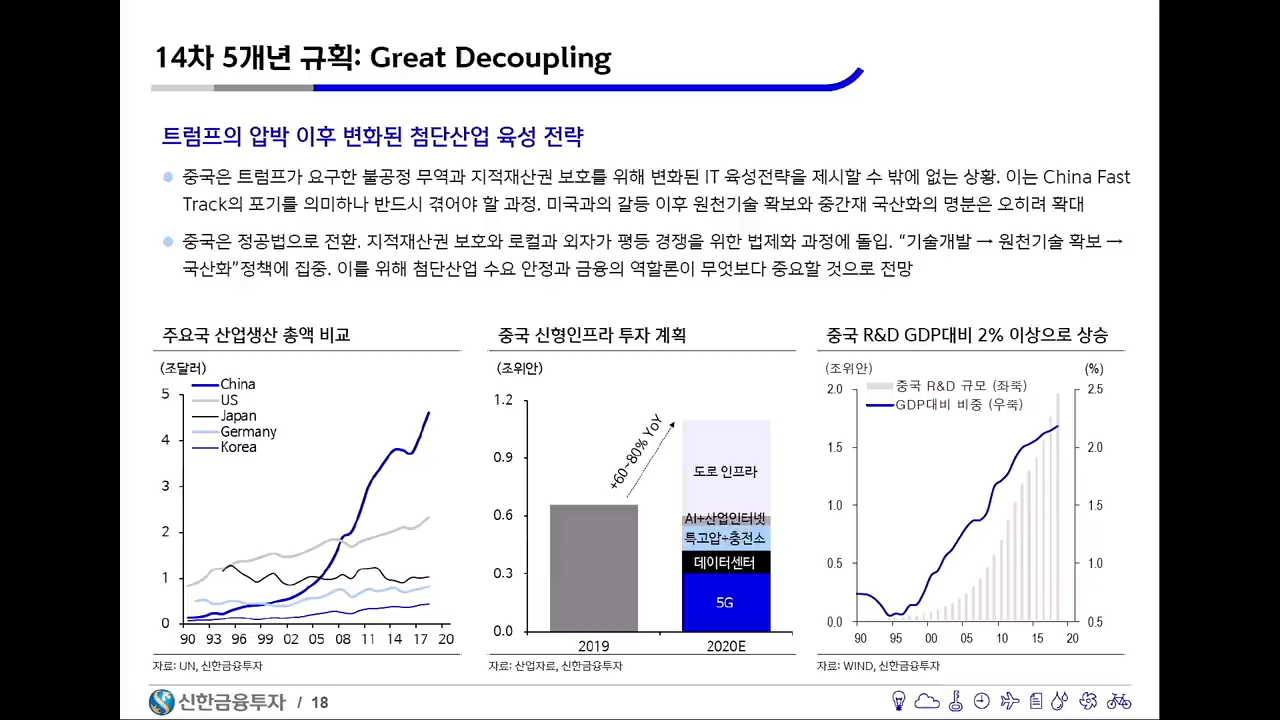 14차 5개년 규획: Great Decoupling
트럼프의 압박 이후 변화된 첨단산업 육성 전략
중국은 트럼프가 요구한 불공정 무역과 지적재산권 보호를 위해 변화된 IT 육성전략을 제시할 수 밖에 없는 상황. 이는 China Fast
Track의 포기를 의미하나 반드시 겪어야 할 과정. 미국과의 갈등 이후 원천기술 확보와 중간재 국산화의 명분은 오히려 확대
중국은 정공법으로 전환. 지적재산권 보호와 로컬과 외자가 평등 경쟁을 위한 법제화 과정에 돌입. “기술개발 → 원천기술 확보 →
국산화”정책에 집중. 이를 위해 첨단산업 수요 안정과 금융의 역할론이 무엇보다 중요할 것으로 전망
주요국 산업생산 총액 비교
(조달러)
China
US
Japan
Germany
Korea
5
4
3
2
1
0
90 93 96 99 02 05 08 11 14 17 20
자료: UN, 신한금융투자
중국 신형인프라 투자 계획
(조위안)
1.2
0.9
0.6
0.3
0.0
+60~80% YoY
도로 인프라
AI+산업인터넷
특고압+충전소
데이터센터
5G
2019 2020E
자료: 산업자료, 신한금융투자
중국 R&D GDP대비 2% 이상으로 상승
(조위안) (%)
중국 R&D 규모 (좌축)
GDP대비 비중 (우축)
2.0
1.5
1.0
0.5
0.0
2.5
2.0
1.5
1.0
0.5
90 95 00 05 10 15 20
자료: WIND, 신한금융투자
신한금융투자 / 18